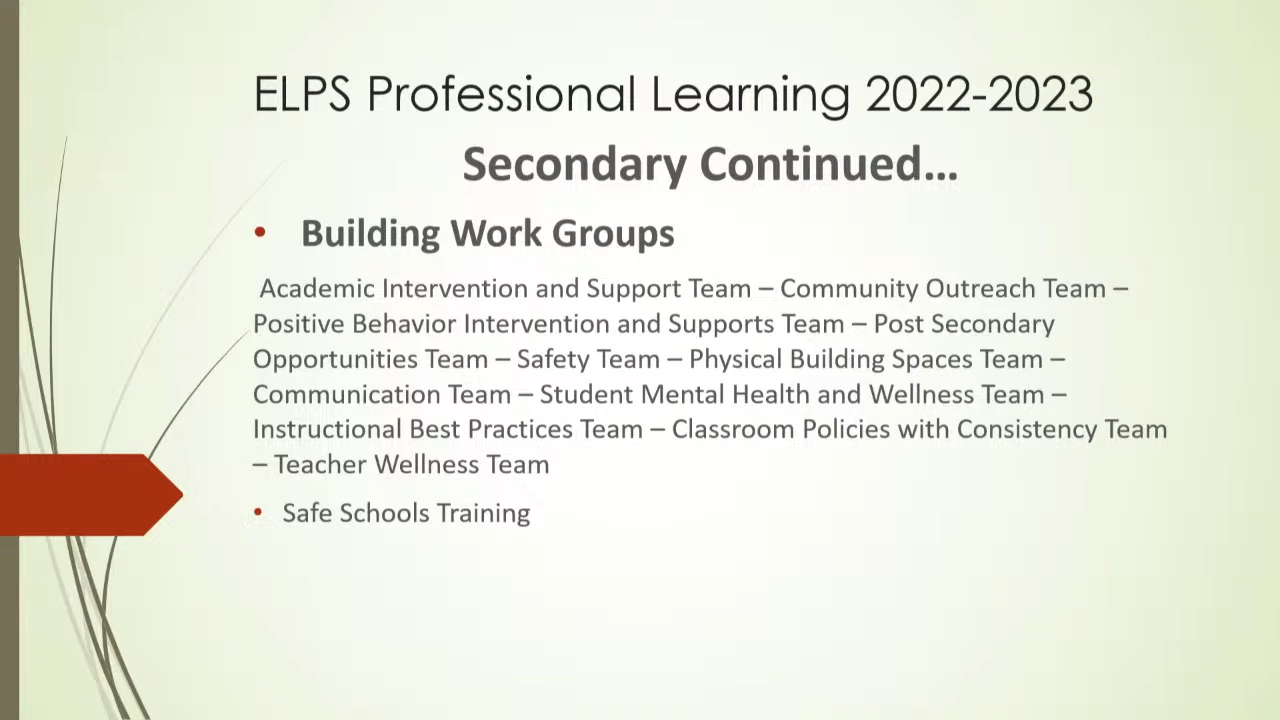 ELPS Professional Learning 2022-2023
Secondary Continued...
• Building Work Groups
Academic Intervention and Support Team – Community Outreach Team –
Positive Behavior Intervention and Supports Team – Post Secondary
Opportunities Team – Safety Team – Physical Building Spaces Team –
Communication Team – Student Mental Health and Wellness Team –
Instructional Best Practices Team – Classroom Policies with Consistency Team
– Teacher Wellness Team
• Safe Schools Training